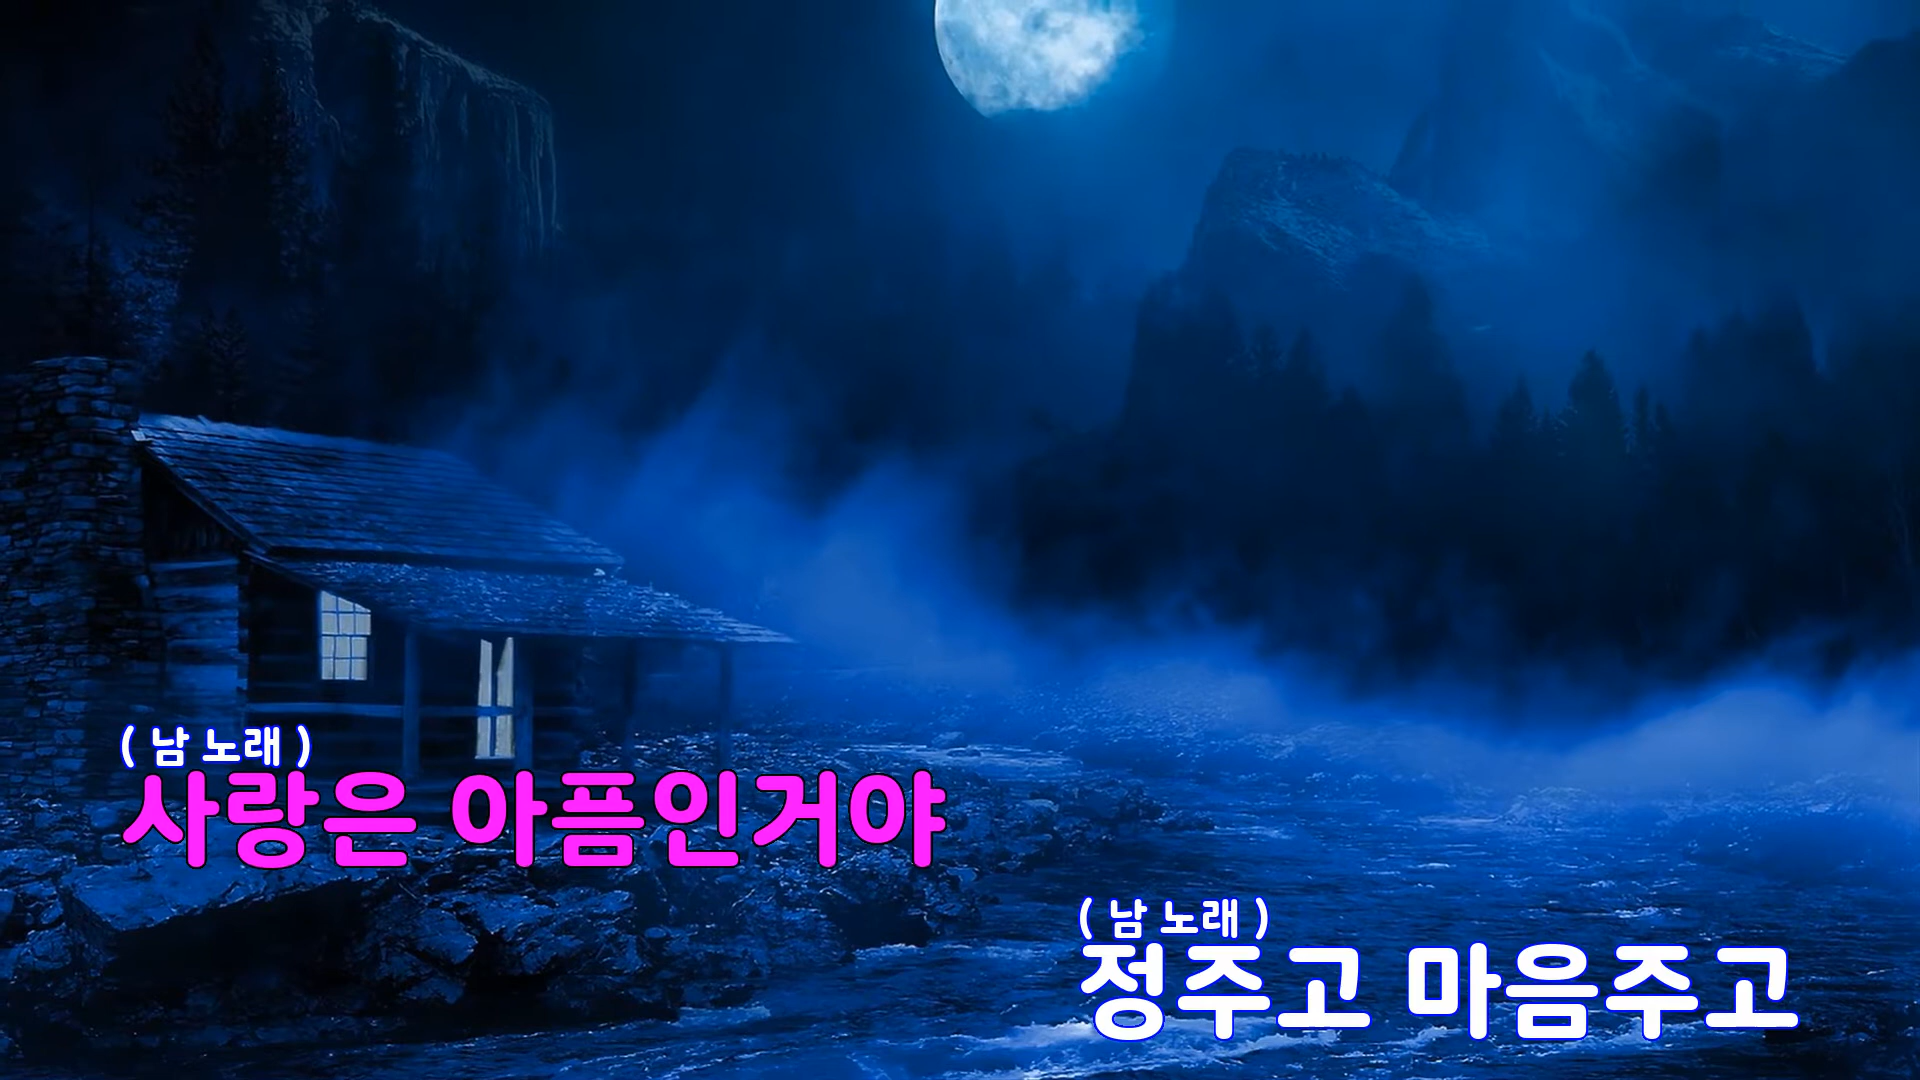 ( 남 노래 )
사랑은 아픔인거야
( 남 노래 )
정주고 마음주고